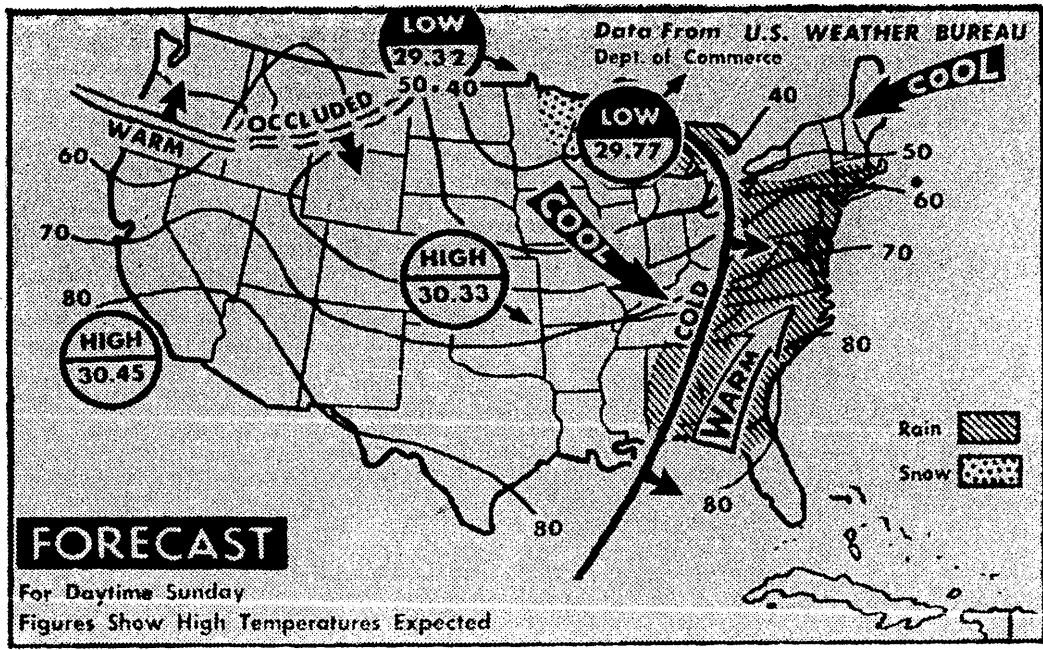 LOW
29.32
Data From U.S. WEATHER BUREAU
Dept. of Commerce
COOL
50
40
LOW
29.77
40
OCCLUDED
WARM
60
50
60
COOL
70
HIGH
30.33
70
80
COLD
HIGH
30.45
80
WARM
Rain
Snow
80
80
FORECAST
For Daytime Sunday
Figures Show High Temperatures Expected